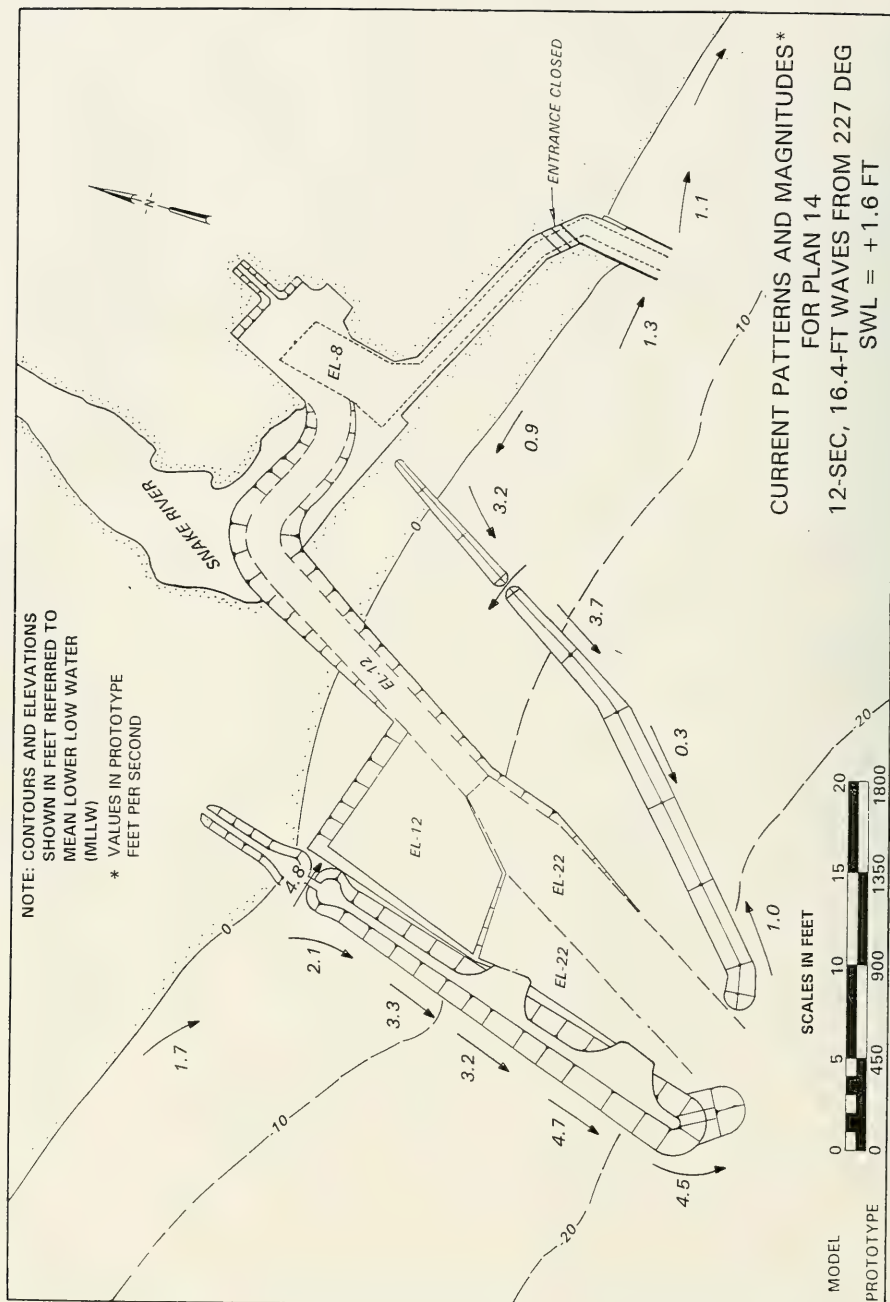 NOTE: CONTOURS AND ELEVATIONS
SHOWN IN FEET REFERRED TO
MEAN LOWER LOW WATER
(MLLW)
* VALUES IN PROTOTYPE
FEET PER SECOND
-N-
SNAKE RIVER
ENTRANCE CLOSED
EL-8
EL-12
EL-12
EL-22
EL-22
0
0
-10
-10
-20
-20
1.7
2.1
4.8
3.3
3.2
4.7
4.5
0.9
3.2
3.7
0.3
1.0
1.3
1.1
SCALES IN FEET
MODEL 0 5 10 15 20
PROTOTYPE 0 450 900 1350 1800
CURRENT PATTERNS AND MAGNITUDES*
FOR PLAN 14
12-SEC, 16.4-FT WAVES FROM 227 DEG
SWL = +1.6 FT